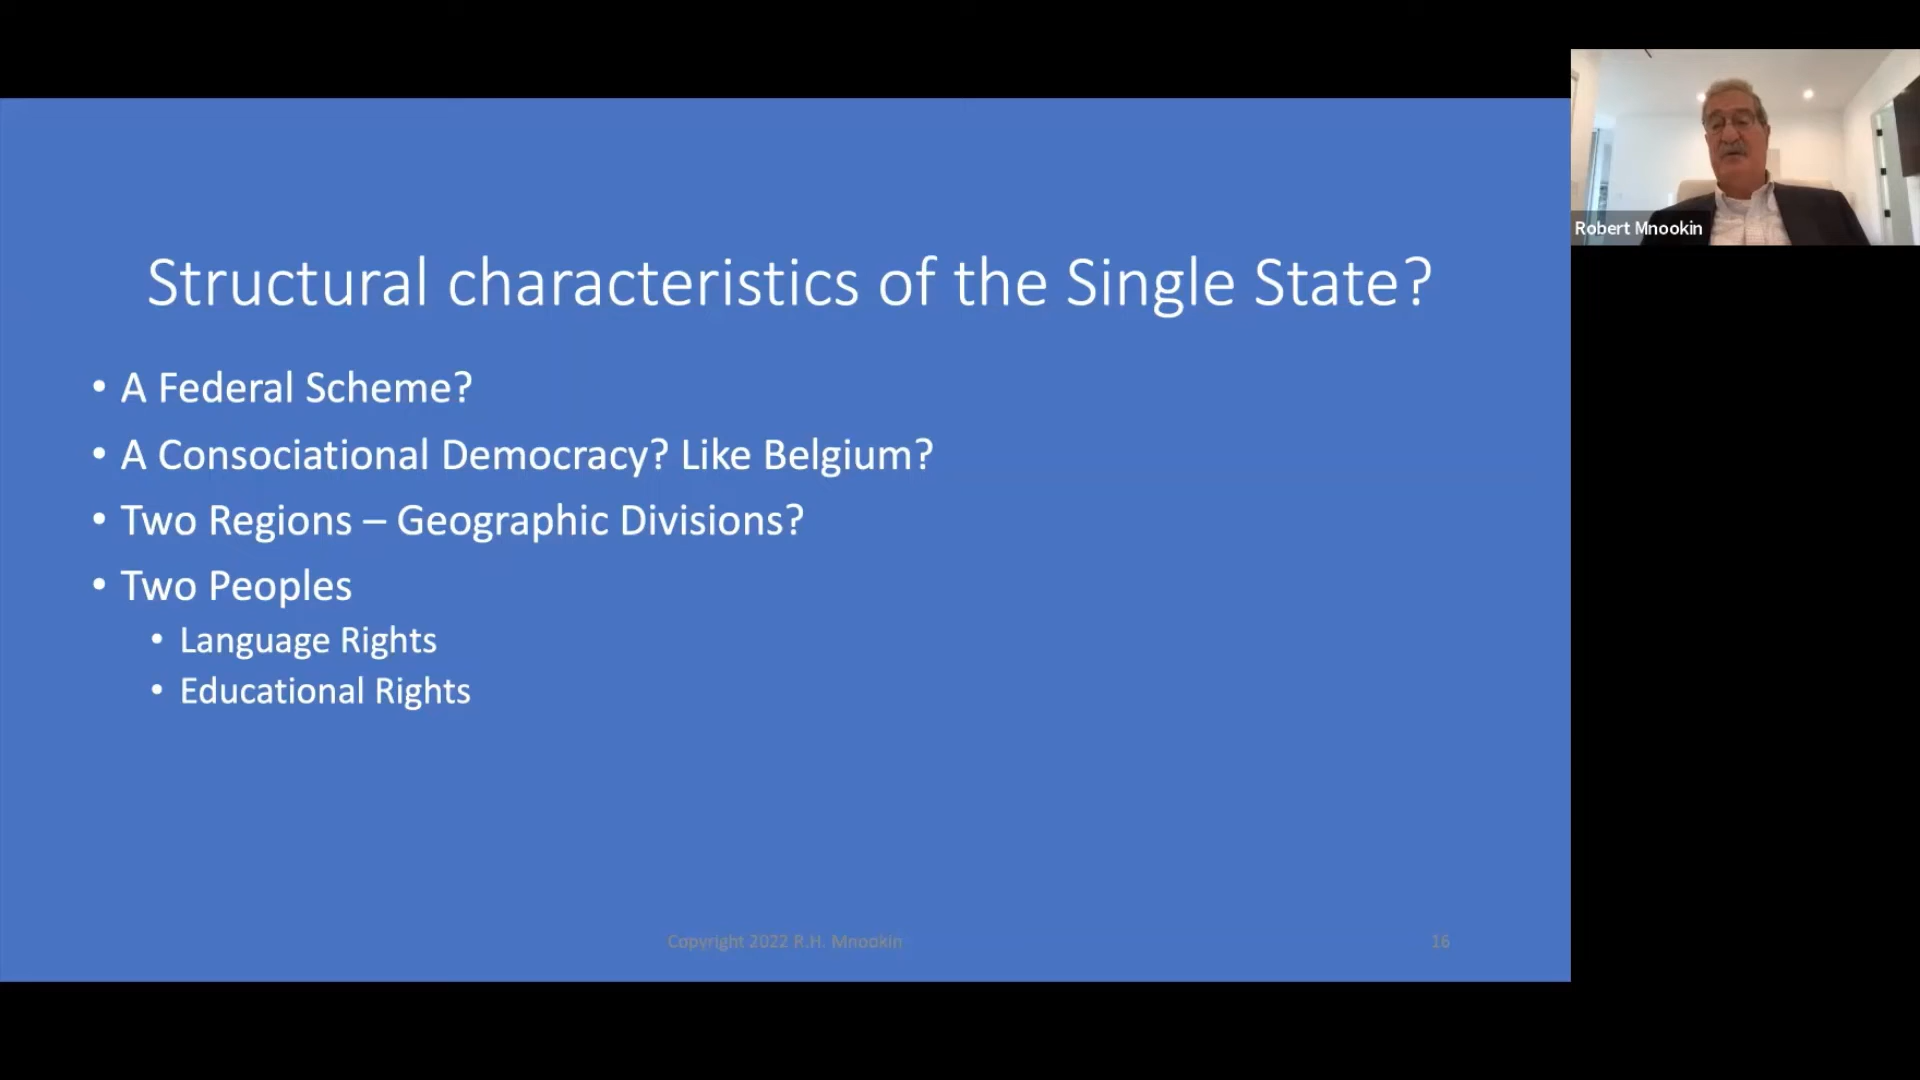 Structural characteristics of the Single State?
• A Federal Scheme?
• A Consociational Democracy? Like Belgium?
• Two Regions – Geographic Divisions?
• Two Peoples
• Language Rights
• Educational Rights
Copyright 2022 R.H. Mnookin
16
Robert Mnookin